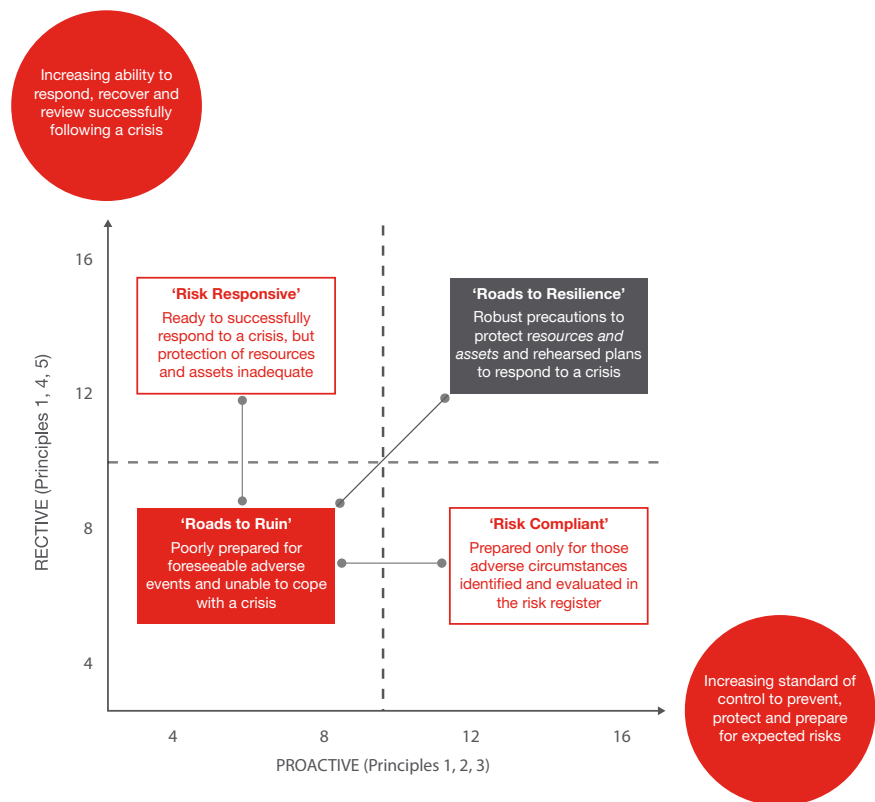 Increasing ability to
respond, recover and
review successfully
following a crisis
16
12
8
4
RECTIVE (Principles 1, 4, 5)
‘Risk Responsive’
Ready to successfully
respond to a crisis, but
protection of resources
and assets inadequate
‘Roads to Resilience’
Robust precautions to
protect resources and
assets and rehearsed plans
to respond to a crisis
‘Roads to Ruin’
Poorly prepared for
foreseeable adverse
events and unable to cope
with a crisis
‘Risk Compliant’
Prepared only for those
adverse circumstances
identified and evaluated in
the risk register
4
8
12
16
PROACTIVE (Principles 1, 2, 3)
Increasing standard of
control to prevent,
protect and prepare
for expected risks